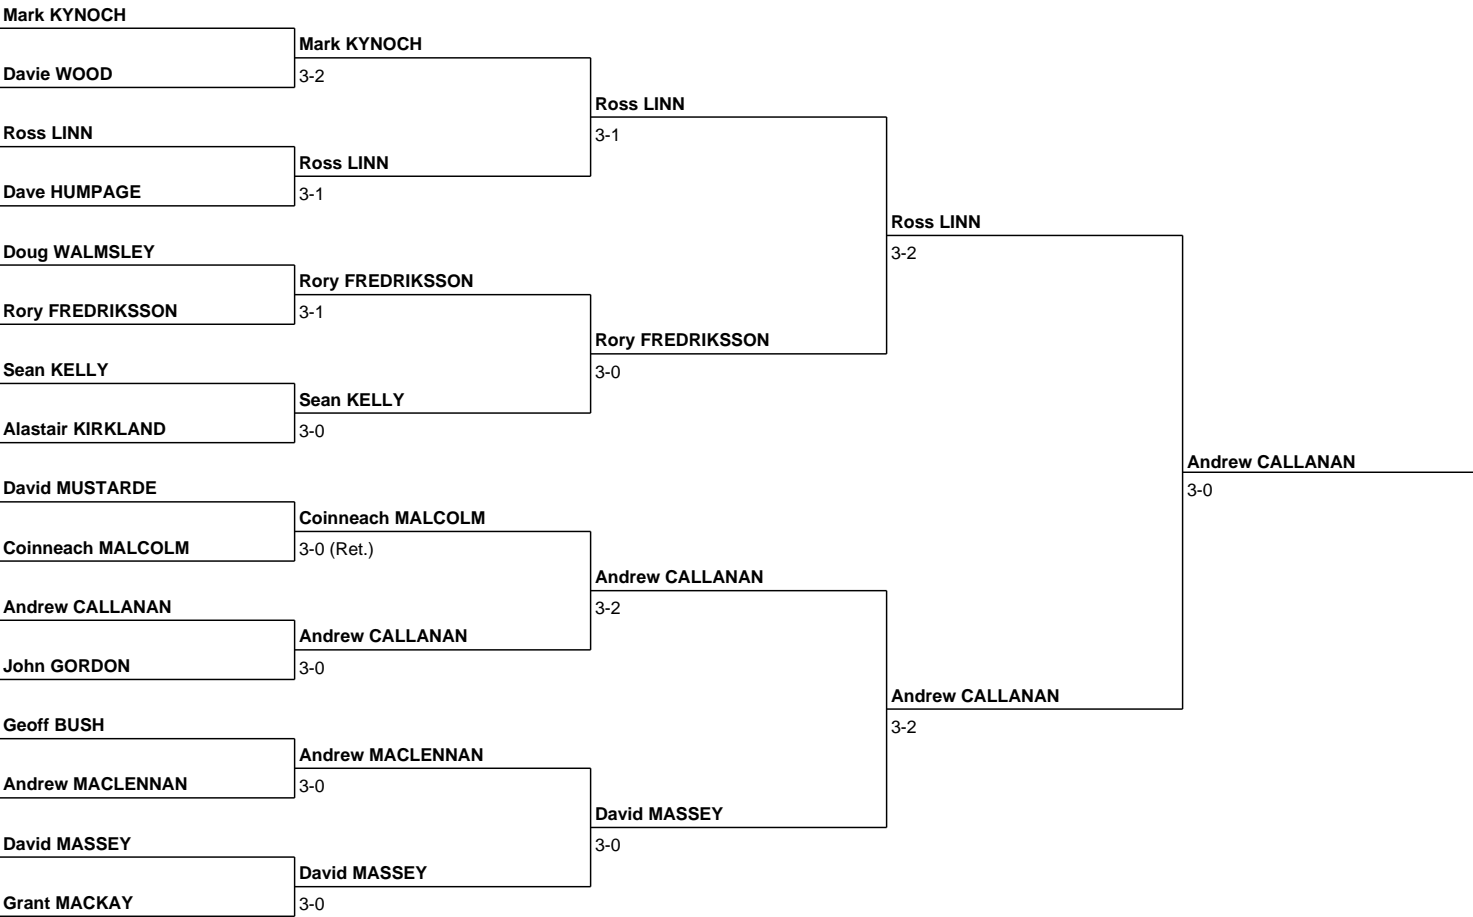 Mark KYNOCH
Mark KYNOCH
Davie WOOD
3-2
Ross LINN
Ross LINN
3-1
Ross LINN
Dave HUMPAGE
3-1
Ross LINN
Doug WALMSLEY
3-2
Rory FREDRIKSSON
Rory FREDRIKSSON
3-1
Rory FREDRIKSSON
Sean KELLY
3-0
Sean KELLY
Alastair KIRKLAND
3-0
Andrew CALLANAN
David MUSTARDE
3-0
Coinneach MALCOLM
Coinneach MALCOLM
3-0 (Ret.)
Andrew CALLANAN
Andrew CALLANAN
3-2
Andrew CALLANAN
John GORDON
3-0
Andrew CALLANAN
Geoff BUSH
3-2
Andrew MACLENNAN
Andrew MACLENNAN
3-0
David MASSEY
David MASSEY
3-0
David MASSEY
Grant MACKAY
3-0